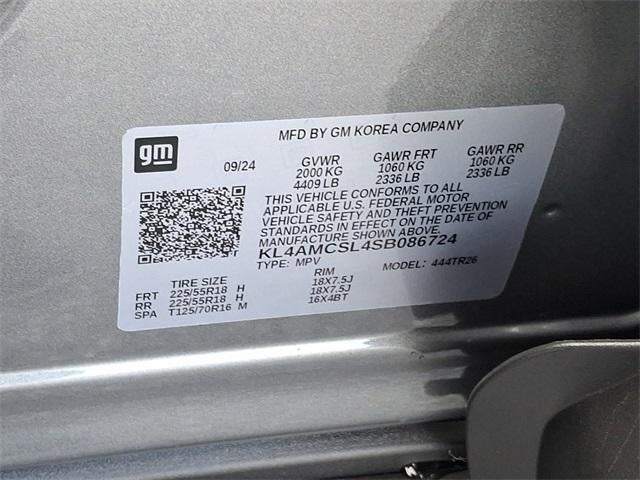 MFD BY GM KOREA COMPANY
gm
09/24 GVWR GAWR FRT GAWR RR
2000 KG 1060 KG 1060 KG
4409 LB 2336 LB 2336 LB
THIS VEHICLE CONFORMS TO ALL
APPLICABLE U.S. FEDERAL MOTOR
VEHICLE SAFETY AND THEFT PREVENTION
STANDARDS IN EFFECT ON THE DATE OF
MANUFACTURE SHOWN ABOVE.
KL4AMCSL4SB086724
TYPE: MPV MODEL: 444TR26
TIRE SIZE RIM
FRT 225/55R18 H 18X7.5J
RR 225/55R18 H 18X7.5J
SPA T125/70R16 M 16X4BT